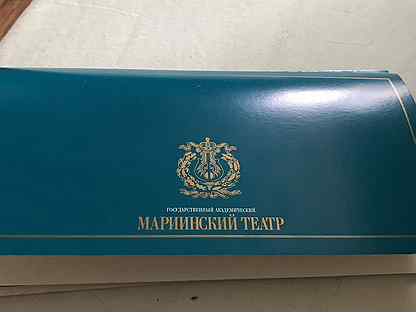 ГОСУДАРСТВЕННЫЙ АКАДЕМИЧЕСКИЙ
МАРИИНСКИЙ ТЕАТР